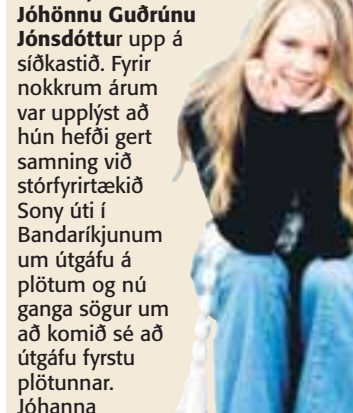 Jóhönnu Guðrúnu
Jónsdóttur upp á
síðkastið. Fyrir
nokkrum árum
var upplýst að
hún hefði gert
samning við
stórfyrirtækið
Sony úti í
Bandaríkjunum
um útgáfu á
plötum og nú
ganga sögur um
að komið sé að
útgáfu fyrstu
plötunnar.
Jóhanna